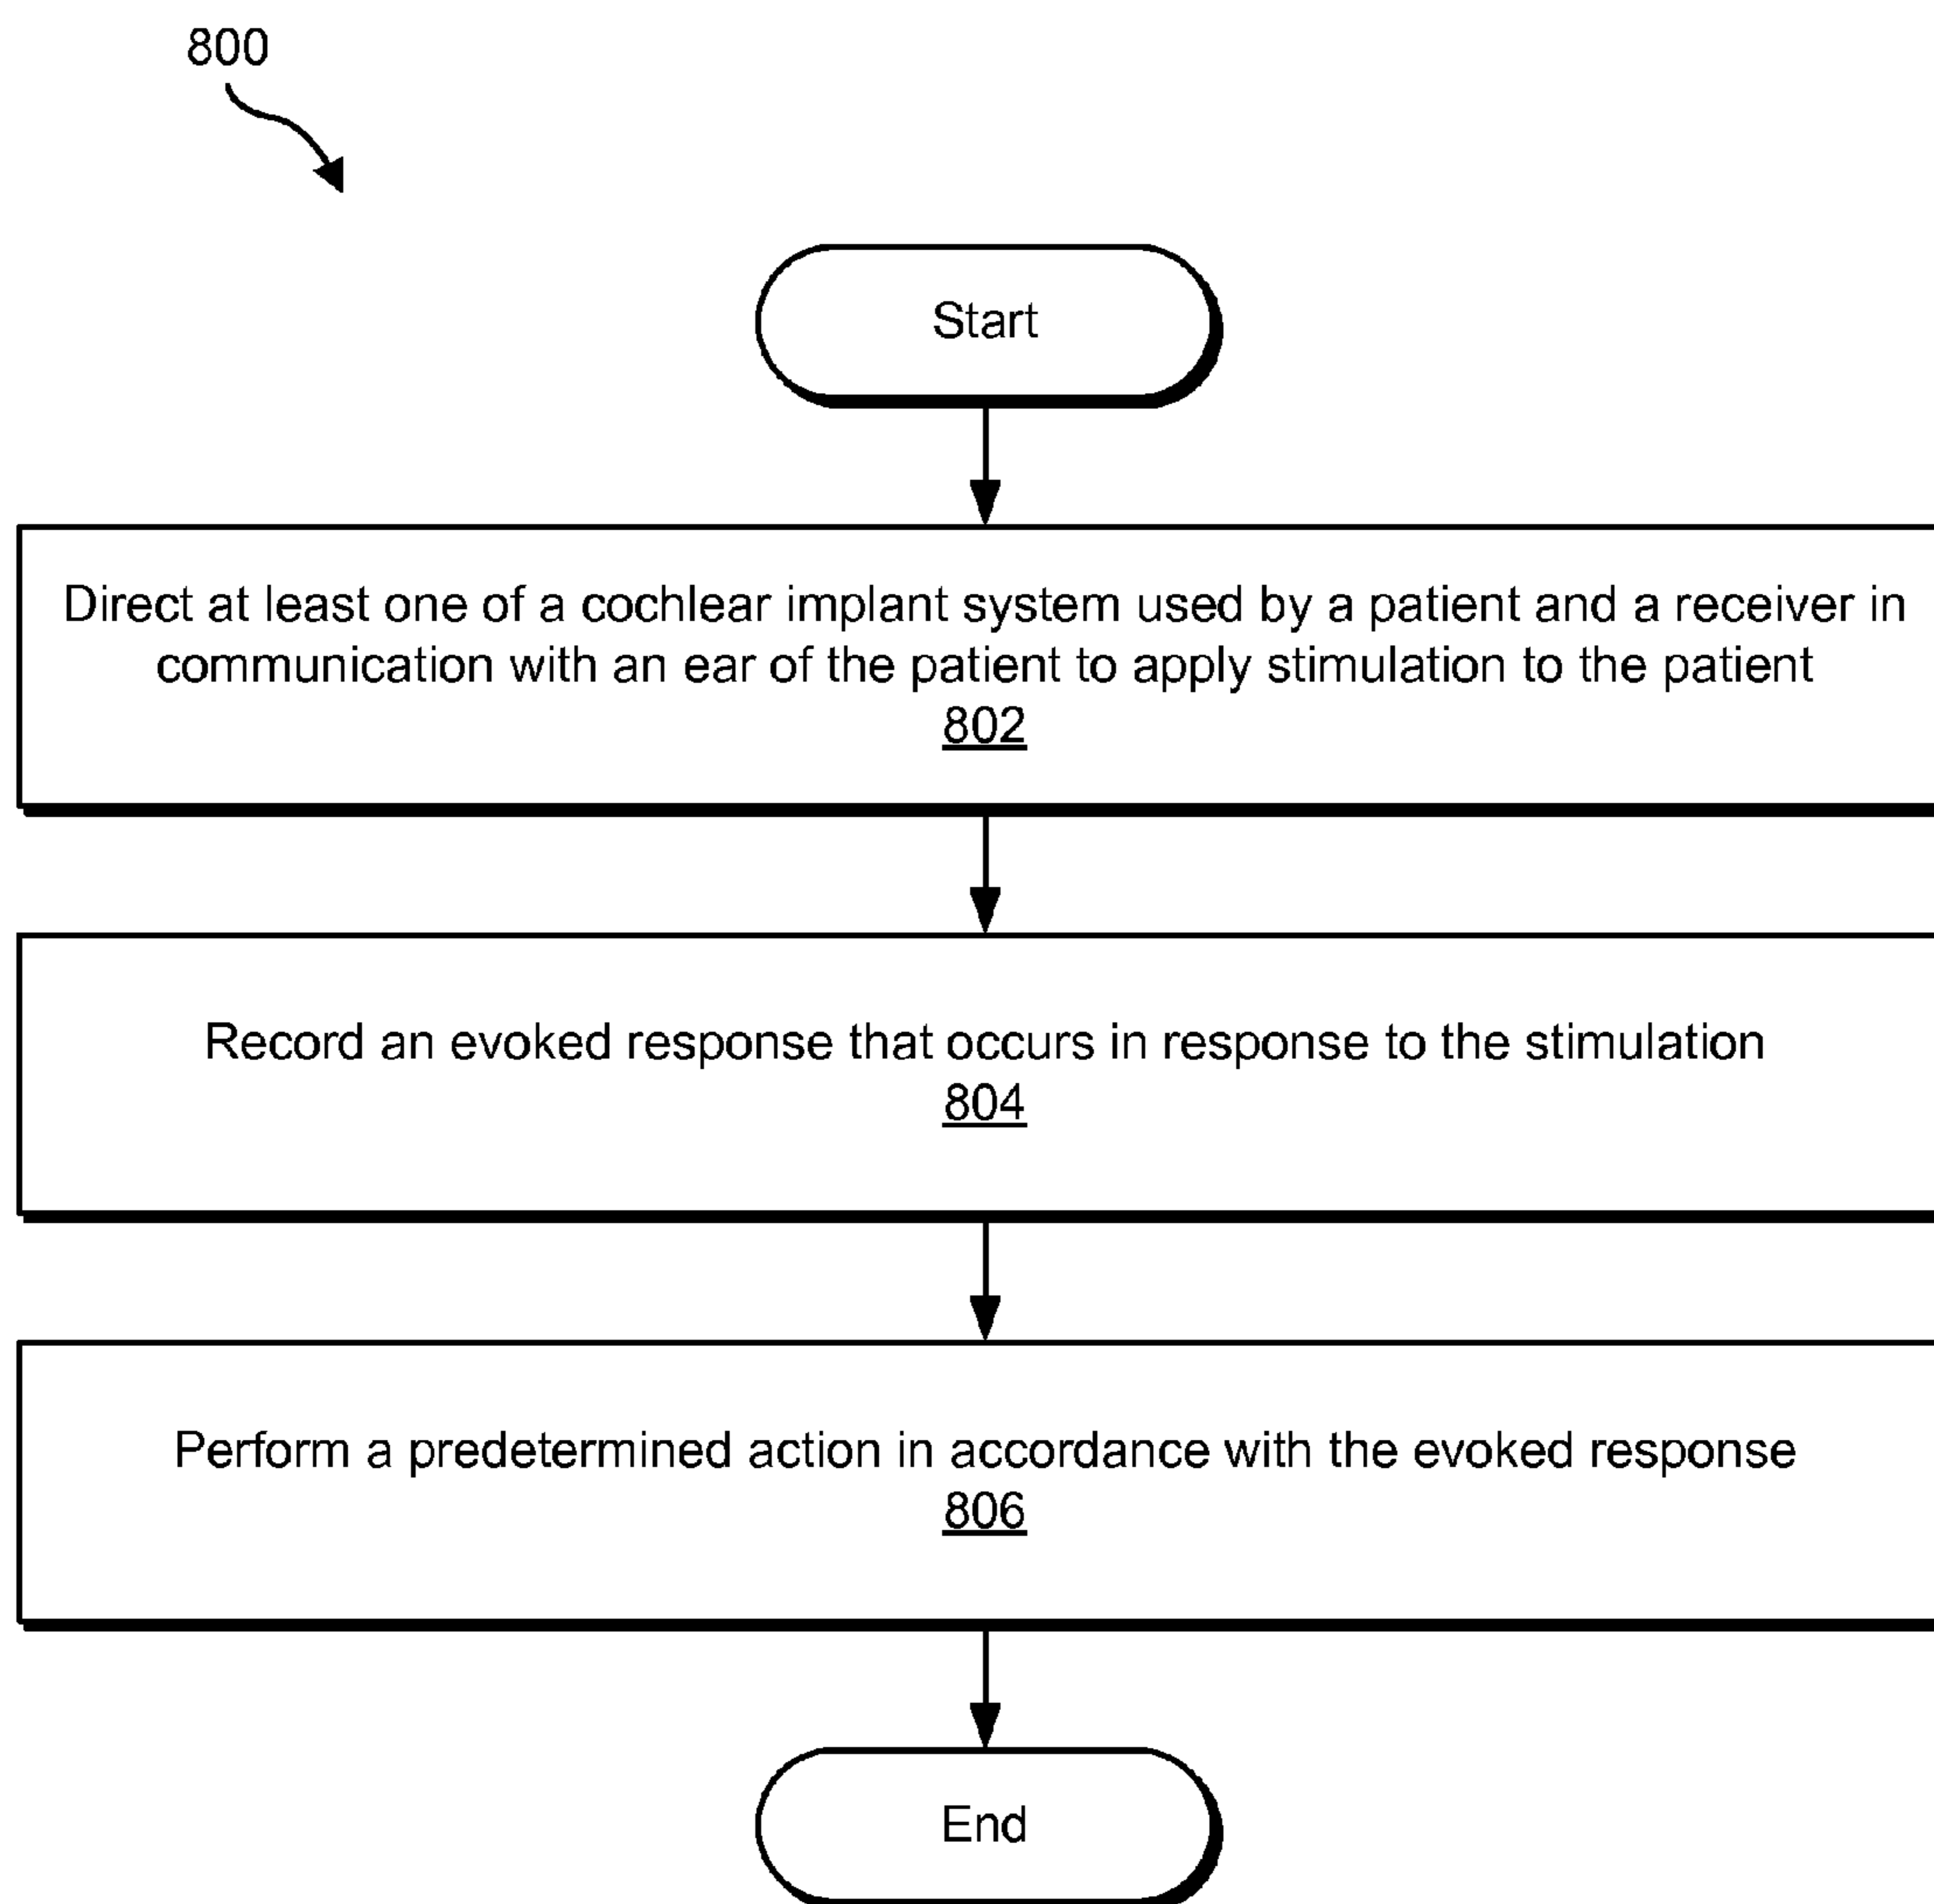 800
Start
Direct at least one of a cochlear implant system used by a patient and a receiver in
communication with an ear of the patient to apply stimulation to the patient
802
Record an evoked response that occurs in response to the stimulation
804
Perform a predetermined action in accordance with the evoked response
806
End